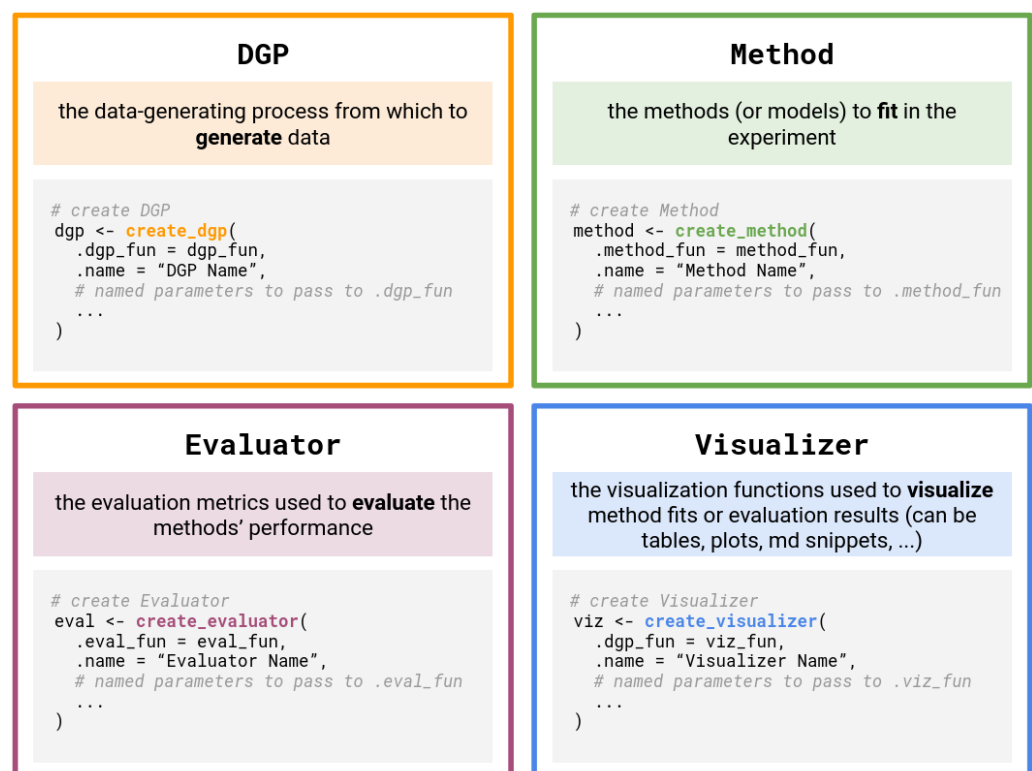 DGP
the data-generating process from which to
generate data
# create DGP
dgp <- create_dgp(
.dgp_fun = dgp_fun,
.name = “DGP Name”,
# named parameters to pass to .dgp_fun
...
)
Method
the methods (or models) to fit in the
experiment
# create Method
method <- create_method(
.method_fun = method_fun,
.name = “Method Name”,
# named parameters to pass to .method_fun
...
)
Evaluator
the evaluation metrics used to evaluate the
methods’ performance
# create Evaluator
eval <- create_evaluator(
.eval_fun = eval_fun,
.name = “Evaluator Name”,
# named parameters to pass to .eval_fun
...
)
Visualizer
the visualization functions used to visualize
method fits or evaluation results (can be
tables, plots, md snippets, ...)
# create Visualizer
viz <- create_visualizer(
.dgp_fun = viz_fun,
.name = “Visualizer Name”,
# named parameters to pass to .viz_fun
...
)